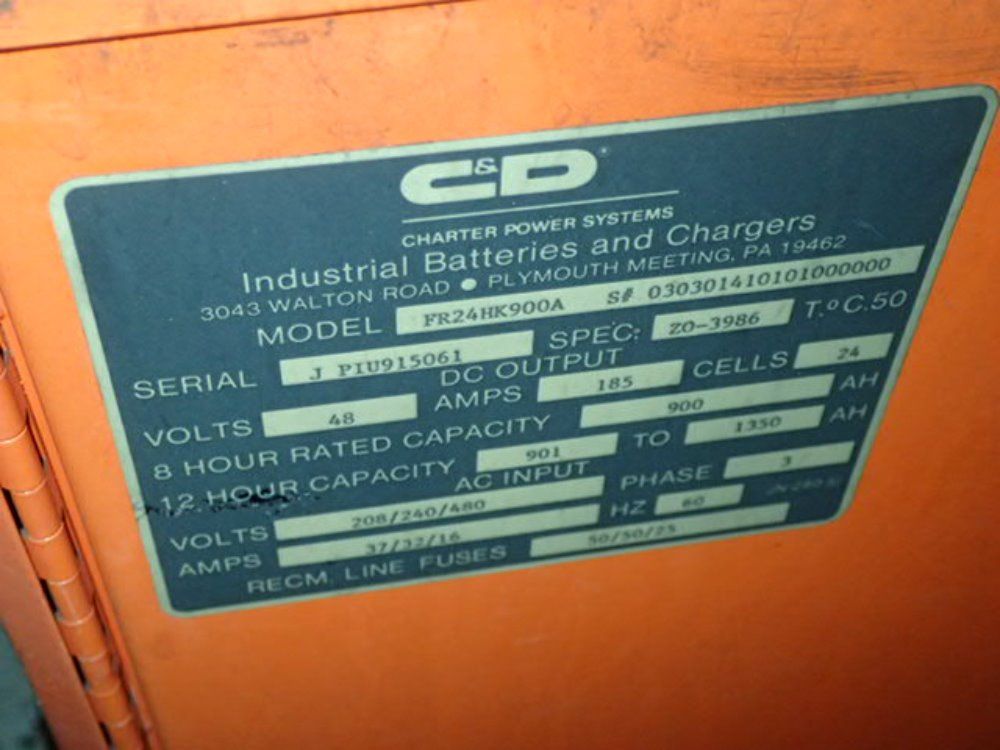 C&D
CHARTER POWER SYSTEMS
Industrial Batteries and Chargers
3043 WALTON ROAD ● PLYMOUTH MEETING, PA 19462
MODEL FR24HK900A S# 030301410101000000
SERIAL J PIU915061 SPEC: ZO-3986 T.°C.50
DC OUTPUT
VOLTS 48 AMPS 185 CELLS 24
8 HOUR RATED CAPACITY 900 AH
12 HOUR CAPACITY 901 TO 1350 AH
AC INPUT
VOLTS 208/240/480 PHASE 3
AMPS 37/32/16 HZ 60
RECM. LINE FUSES 50/50/25